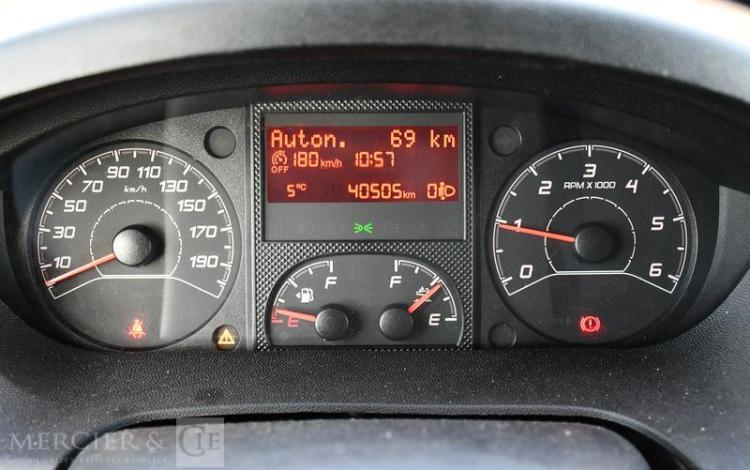 Auton. 69 km
OFF 180 km/h 10:57
5°C 40505 km 0
10 30 50 70 90 110 130 150 170 190
km/h
0 1 2 3 4 5 6
RPM X 1000
F E
F E
MERCIER & CIE